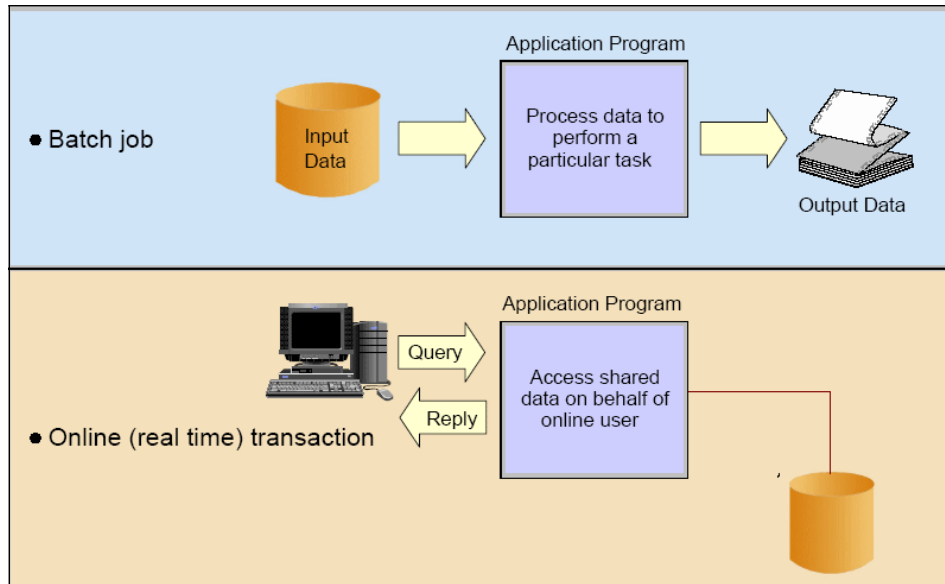 Application Program
● Batch job
Input
Data
Process data to
perform a
particular task
Output Data
Application Program
Query
Reply
Access shared
data on behalf of
online user
● Online (real time) transaction